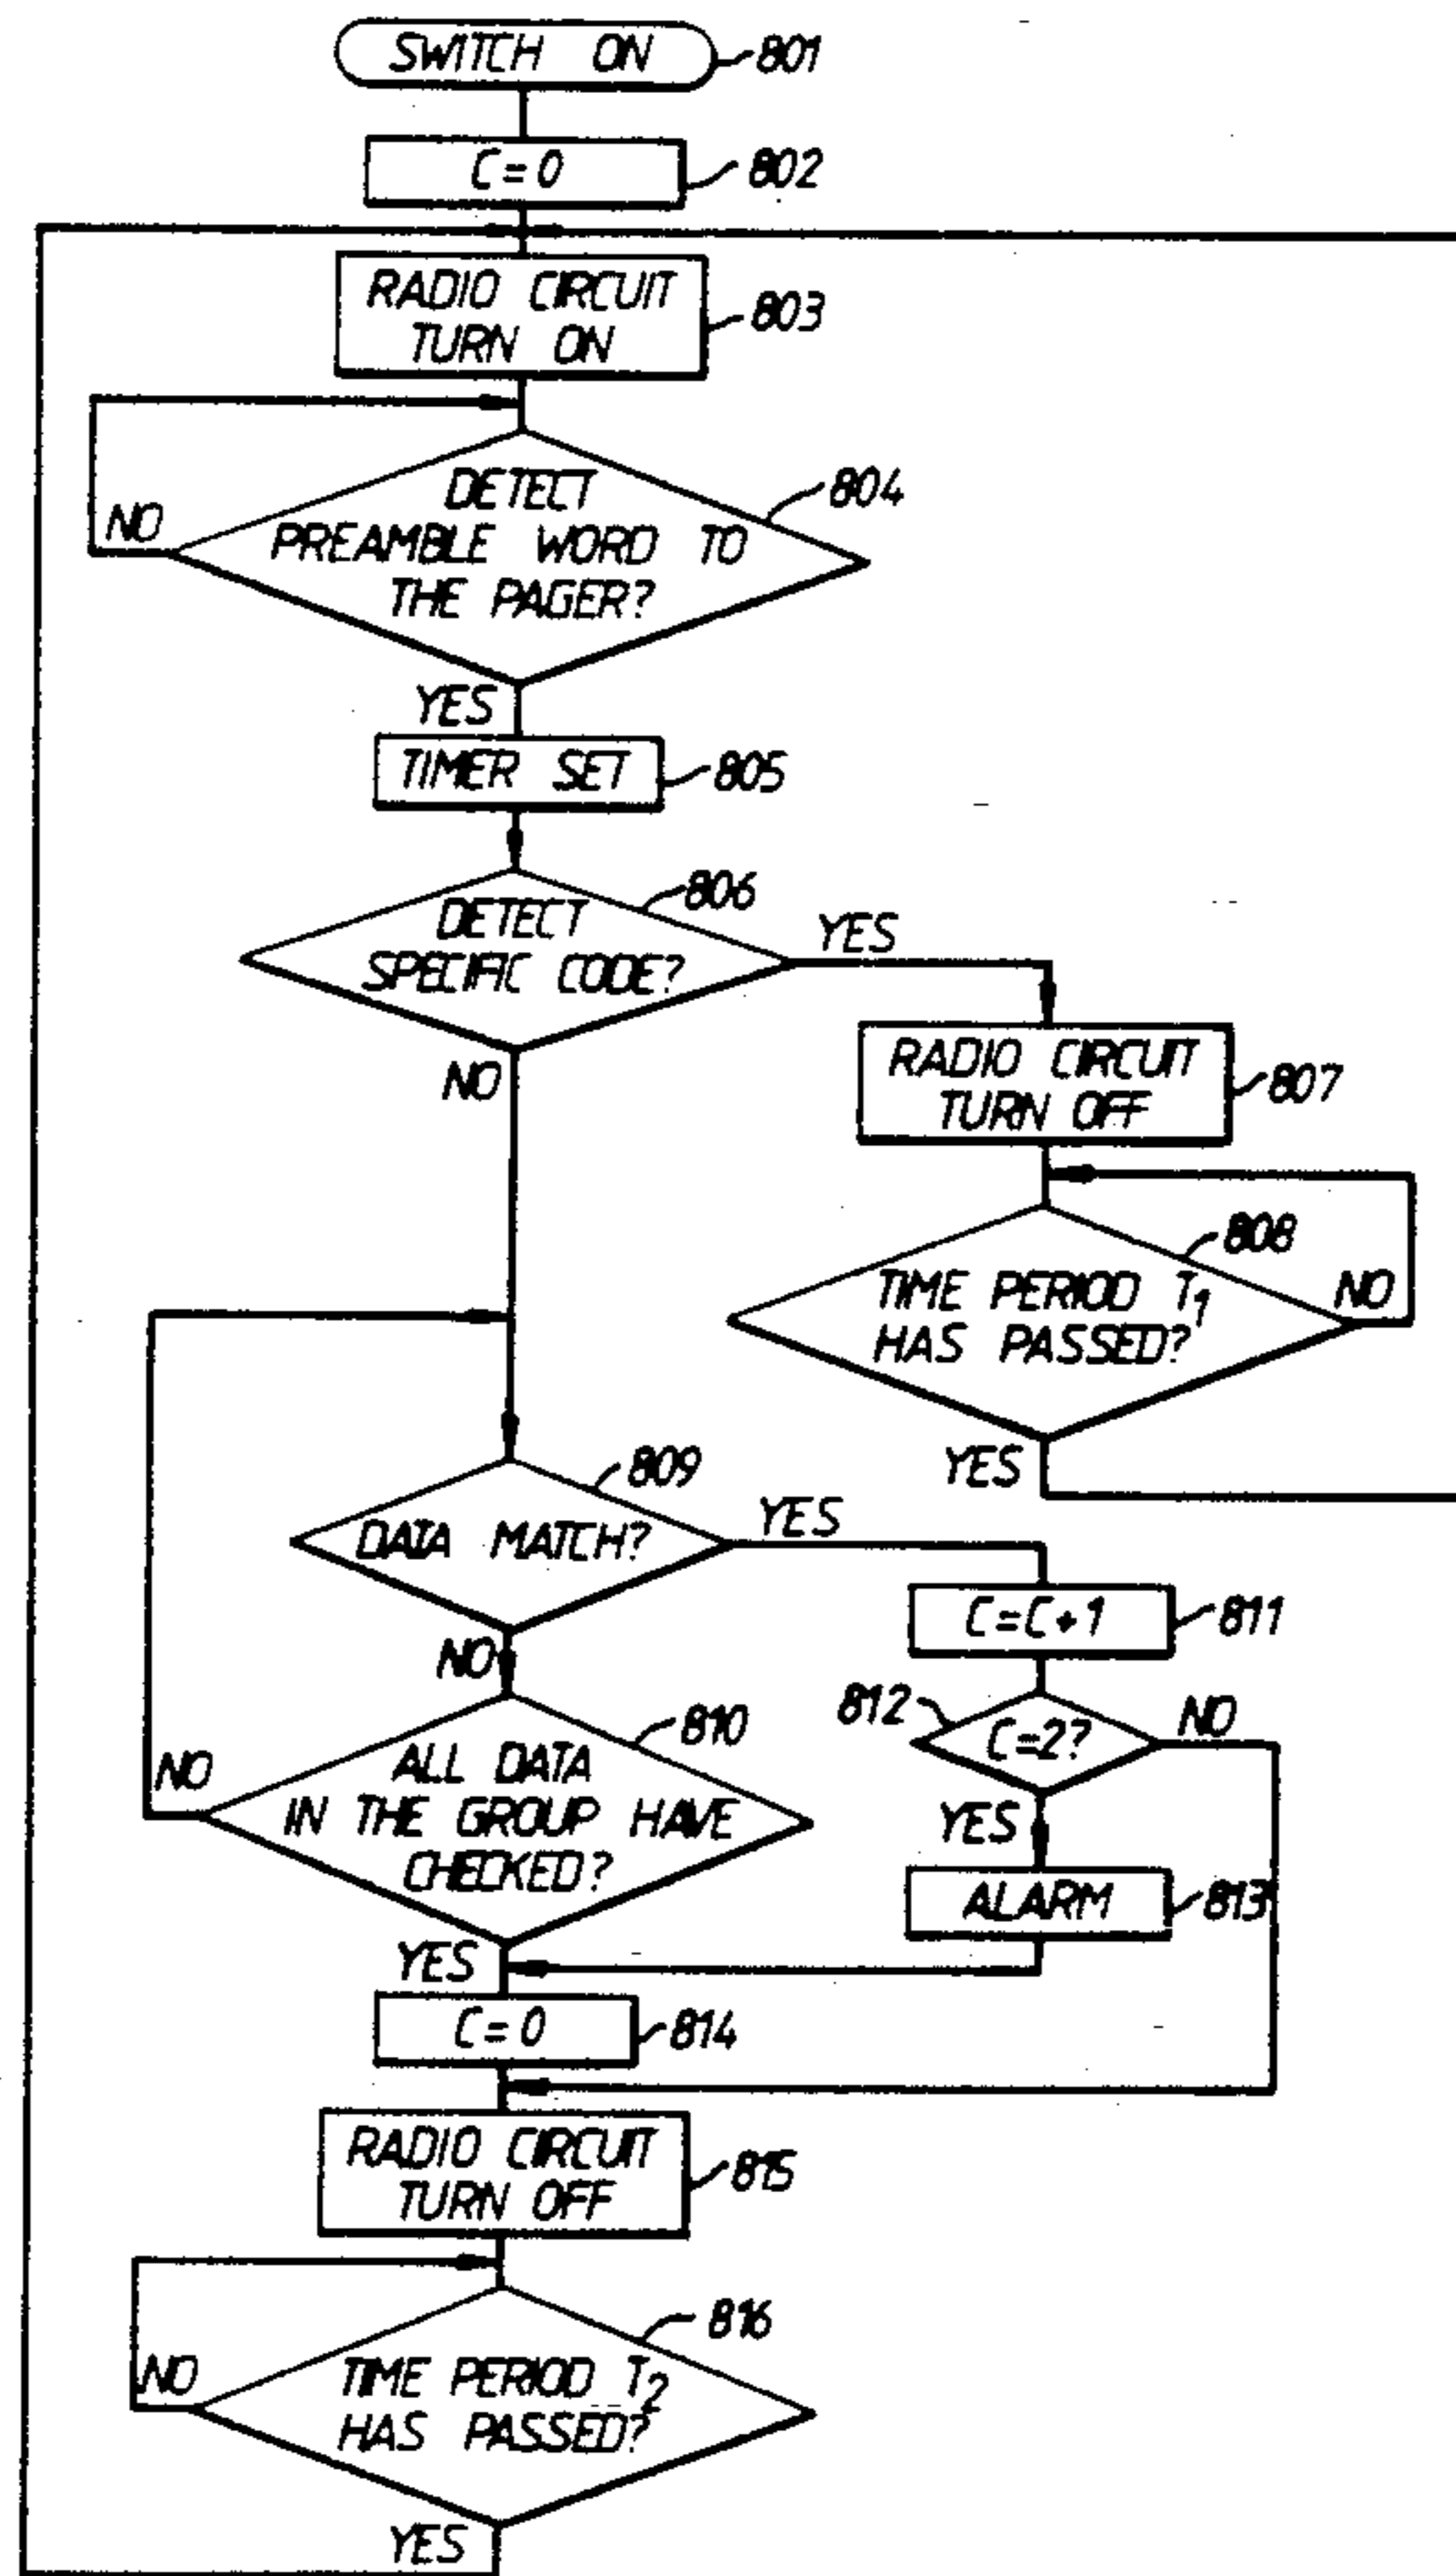 SWITCH ON
801
C=0
802
RADIO CIRCUIT
TURN ON
803
DETECT
PREAMBLE WORD TO
THE PAGER?
804
NO
YES
TIMER SET
805
DETECT
SPECIFIC CODE?
806
YES
NO
RADIO CIRCUIT
TURN OFF
807
TIME PERIOD T1
HAS PASSED?
808
NO
YES
DATA MATCH?
809
YES
NO
C=C+1
811
ALL DATA
IN THE GROUP HAVE
CHECKED?
810
NO
YES
C=2?
812
NO
YES
ALARM
813
C=0
814
RADIO CIRCUIT
TURN OFF
815
TIME PERIOD T2
HAS PASSED?
816
NO
YES